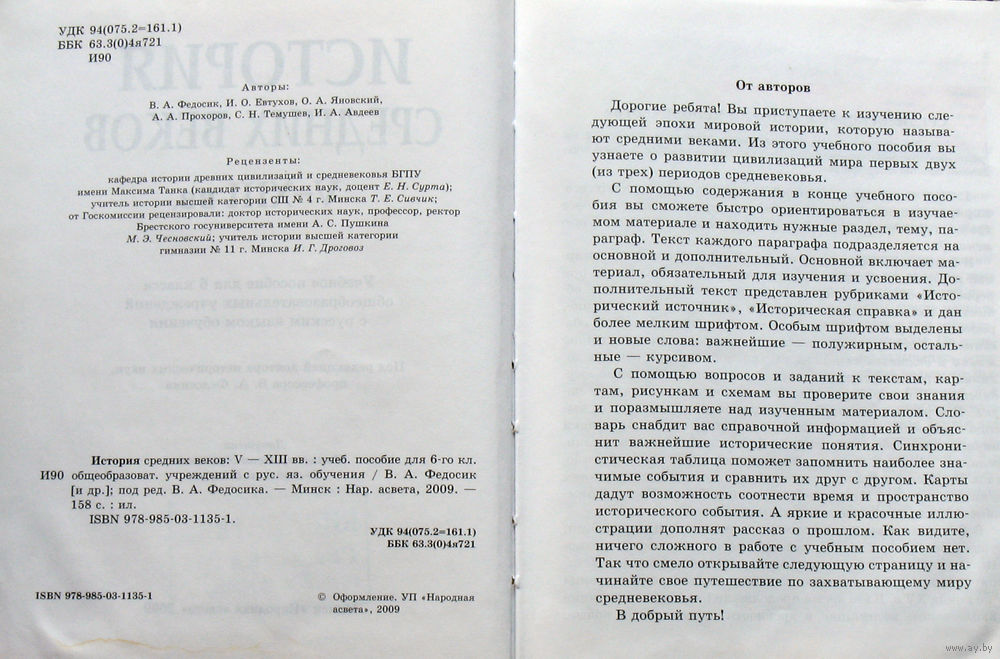 УДК 94(075.2=161.1)
ББК 63.3(0)4я721
И90
Авторы:
В. А. Федосик, И. О. Евтухов, О. А. Яновский,
А. А. Прохоров, С. Н. Темушев, И. А. Авдеев
Рецензенты:
кафедра истории древних цивилизаций и средневековья БГПУ
имени Максима Танка (кандидат исторических наук, доцент Е. Н. Сурта);
учитель истории высшей категории СШ № 4 г. Минска Т. Е. Сивчик;
от Госкомиссии рецензировали: доктор исторических наук, профессор, ректор
Брестского госуниверситета имени А. С. Пушкина
М. Э. Чесновский; учитель истории высшей категории
гимназии № 11 г. Минска И. Г. Дроговоз
История средних веков: V — XIII вв. : учеб. пособие для 6-го кл.
И90 общеобразоват. учреждений с рус. яз. обучения / В. А. Федосик
[и др.]; под ред. В. А. Федосика. — Минск : Нар. асвета, 2009. —
158 с. : ил.
ISBN 978-985-03-1135-1.
УДК 94(075.2=161.1)
ББК 63.3(0)4я721
ISBN 978-985-03-1135-1
© Оформление. УП «Народная
асвета», 2009
От авторов
Дорогие ребята! Вы приступаете к изучению сле-
дующей эпохи мировой истории, которую называ-
ют средними веками. Из этого учебного пособия вы
узнаете о развитии цивилизаций мира первых двух
(из трех) периодов средневековья.
С помощью содержания в конце учебного посо-
бия вы сможете быстро ориентироваться в изучае-
мом материале и находить нужные раздел, тему, па-
раграф. Текст каждого параграфа подразделяется на
основной и дополнительный. Основной включает ма-
териал, обязательный для изучения и усвоения. До-
полнительный текст представлен рубриками «Исто-
рический источник», «Историческая справка» и дан
более мелким шрифтом. Особым шрифтом выделены
и новые слова: важнейшие — полужирным, осталь-
ные — курсивом.
С помощью вопросов и заданий к текстам, кар-
там, рисункам и схемам вы проверите свои знания
и поразмышляете над изученным материалом. Сло-
варь снабдит вас справочной информацией и объяс-
нит важнейшие исторические понятия. Синхронис-
тическая таблица поможет запомнить наиболее зна-
чимые события и сравнить их друг с другом. Карты
дадут возможность соотнести время и пространство
исторического события. А яркие и красочные иллю-
страции дополнят рассказ о прошлом. Как видите,
ничего сложного в работе с учебным пособием нет.
Так что смело открывайте следующую страницу и на-
чинайте свое путешествие по захватывающему миру
средневековья.
В добрый путь!
www.ay.by